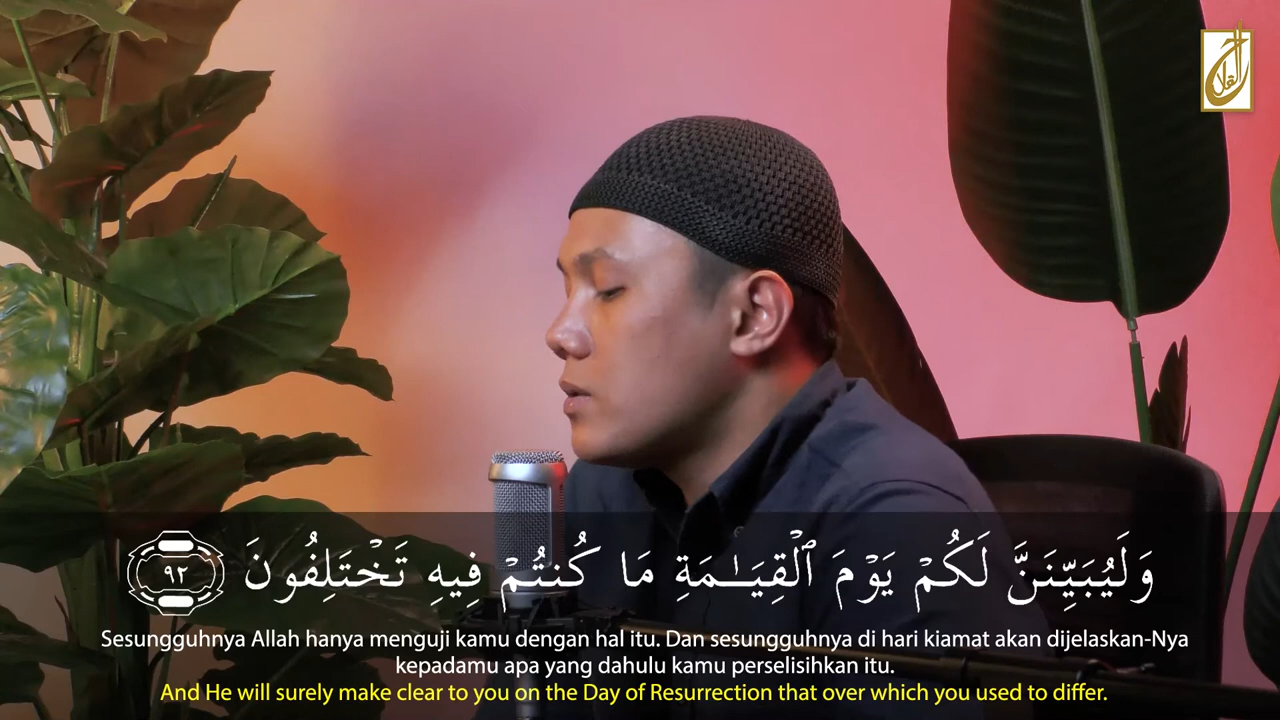 الفلاح
وَلَيُبَيِّنَنَّ لَكُمْ يَوْمَ ٱلْقِيَـٰمَةِ مَا كُنتُمْ فِيهِ تَخْتَلِفُونَ ٩٢
Sesungguhnya Allah hanya menguji kamu dengan hal itu. Dan sesungguhnya di hari kiamat akan dijelaskan-Nya
kepadamu apa yang dahulu kamu perselisihkan itu.
And He will surely make clear to you on the Day of Resurrection that over which you used to differ.